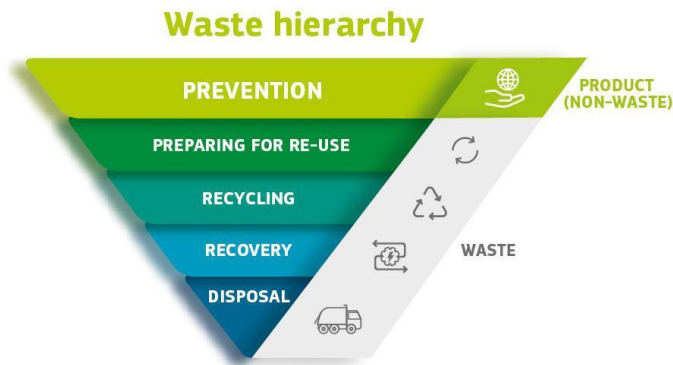 Waste hierarchy
PREVENTION
PRODUCT
(NON-WASTE)
PREPARING FOR RE-USE
RECYCLING
RECOVERY
WASTE
DISPOSAL